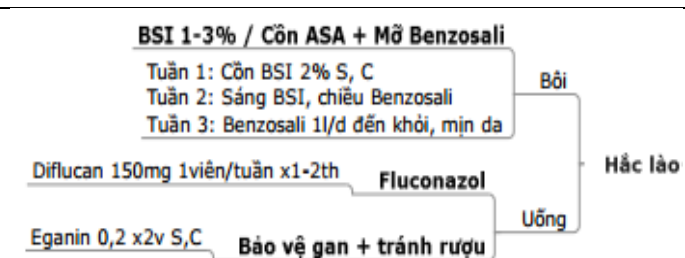 BSI 1-3% / Cồn ASA + Mỡ Benzosali
Tuần 1: Cồn BSI 2% S, C
Tuần 2: Sáng BSI, chiều Benzosali
Tuần 3: Benzosali 1l/d đến khỏi, mịn da
Bôi
Hắc lào
Diflucan 150mg 1viên/tuần x1-2th
Fluconazol
Uống
Eganin 0,2 x2v S,C
Bảo vệ gan + tránh rượu